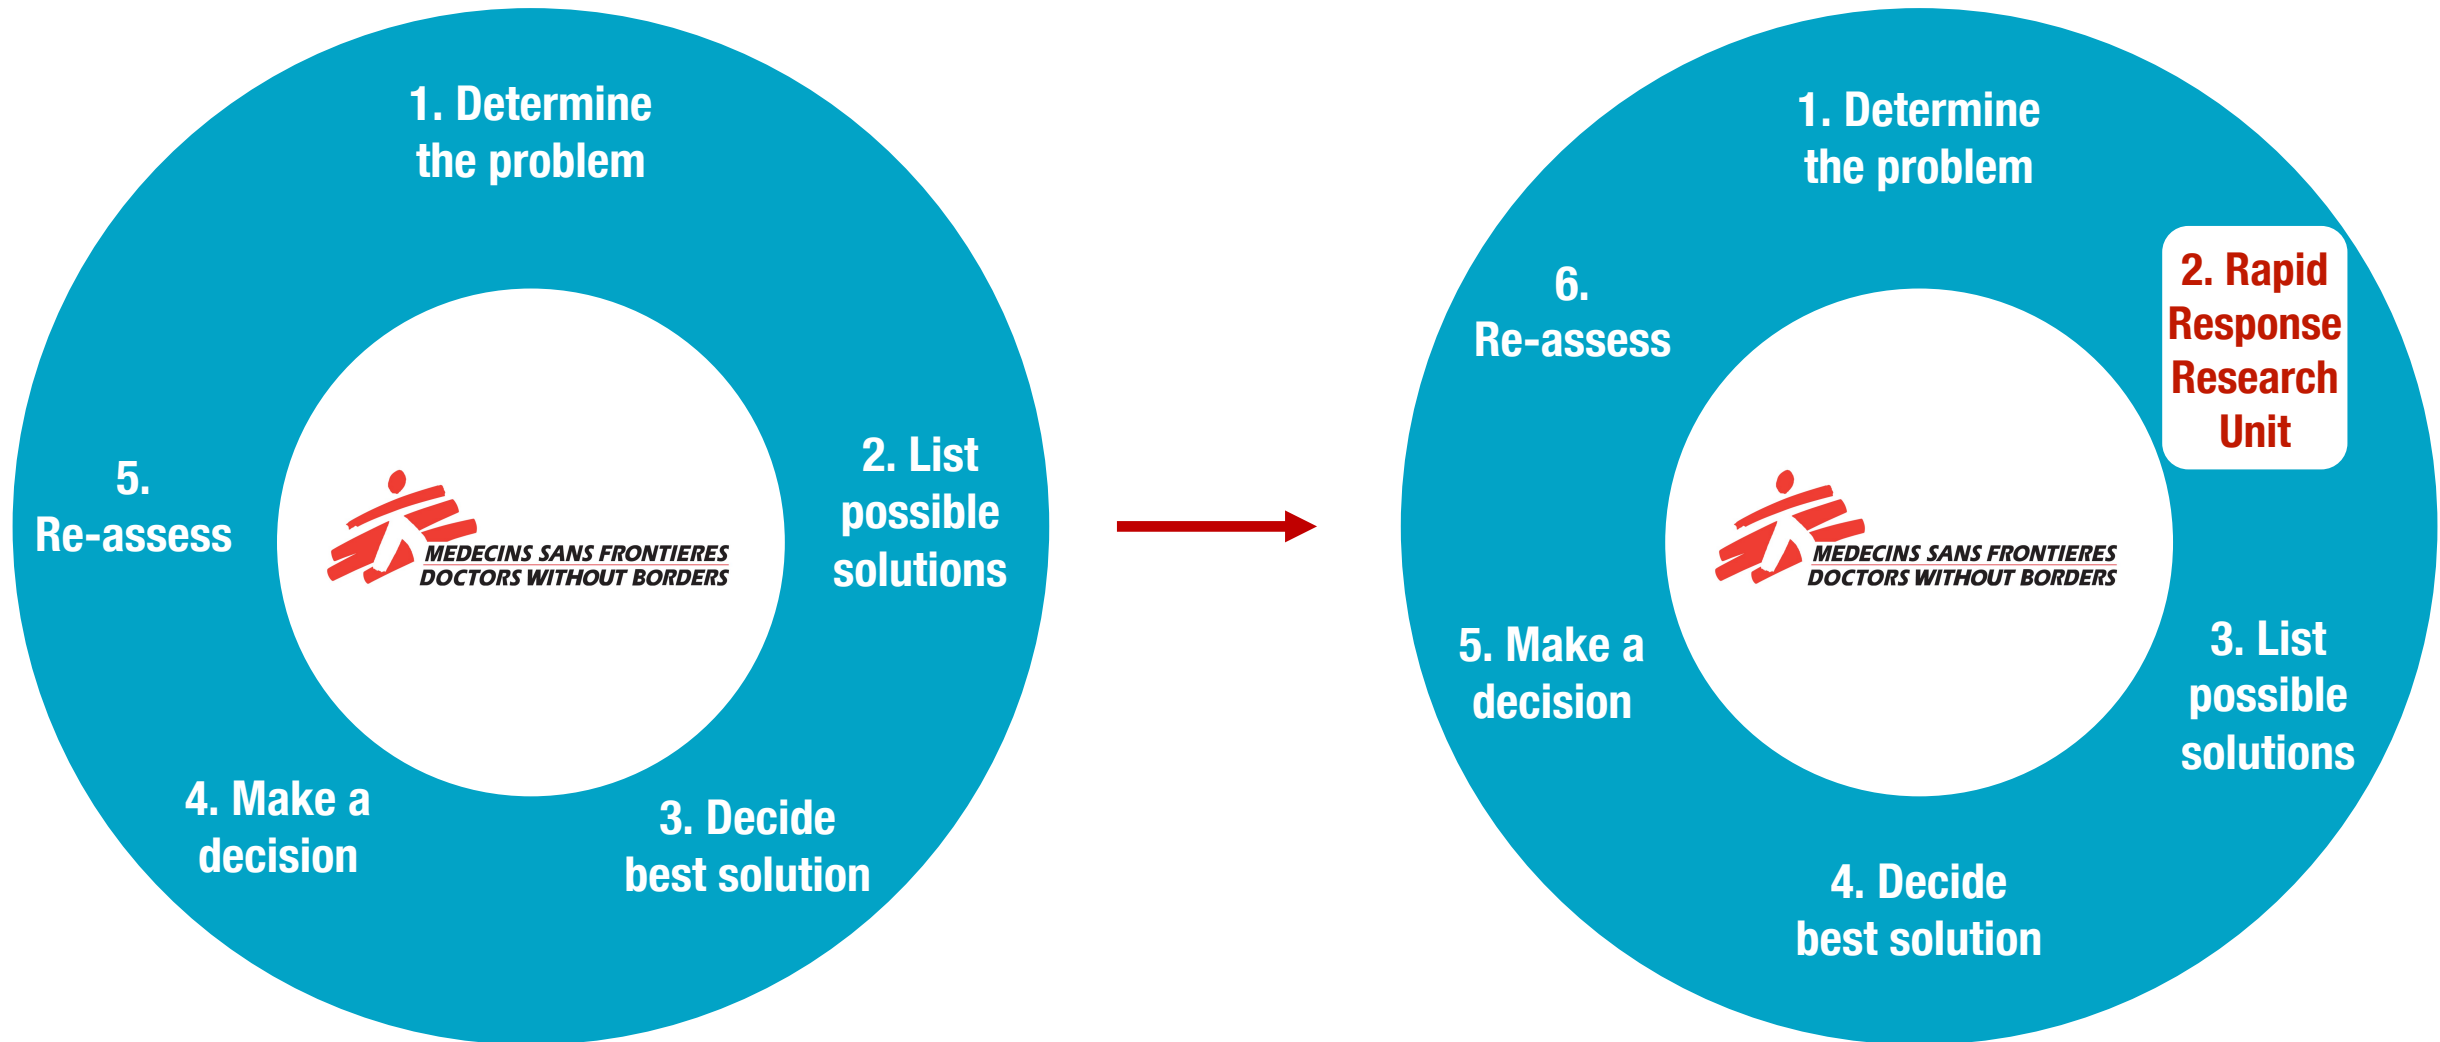 1. Determine
the problem
2. List
possible
solutions
3. Decide
best solution
4. Make a
decision
5.
Re-assess
MEDECINS SANS FRONTIERES
DOCTORS WITHOUT BORDERS
1. Determine
the problem
2. Rapid
Response
Research
Unit
3. List
possible
solutions
4. Decide
best solution
5. Make a
decision
6.
Re-assess
MEDECINS SANS FRONTIERES
DOCTORS WITHOUT BORDERS